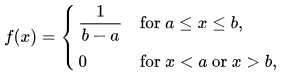 f(x) = { 1/(b − a) for a ≤ x ≤ b,
0 for x < a or x > b,